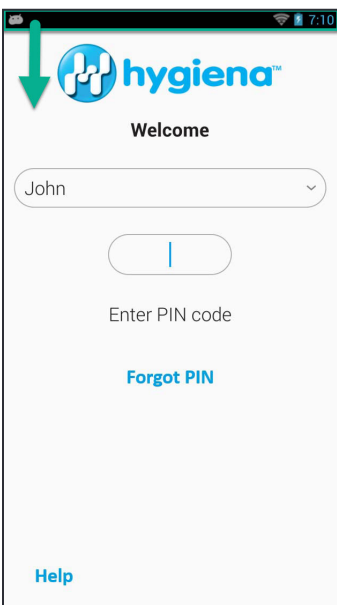 7:10
hygiena™
Welcome
John
Enter PIN code
Forgot PIN
Help